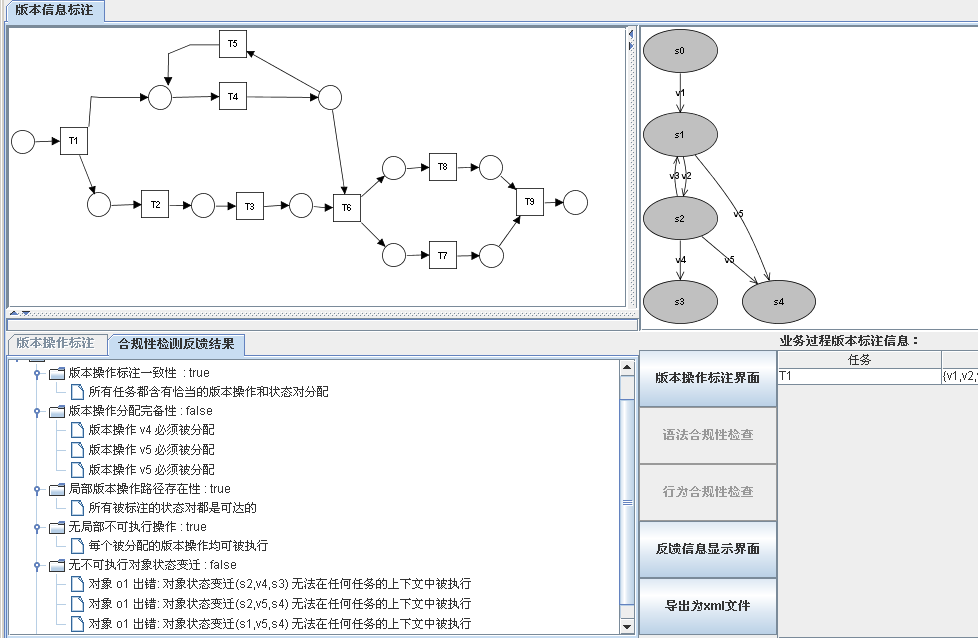 版本信息标注
T5
T4
T1
T2
T3
T6
T8
T7
T9
s0
v1
s1
v3 v2
v5
s2
v4
v5
s3
s4
版本操作标注
合规性检测反馈结果
版本操作标注一致性 : true
所有任务都含有恰当的版本操作和状态对分配
版本操作分配完备性 : false
版本操作 v4 必须被分配
版本操作 v5 必须被分配
版本操作 v5 必须被分配
局部版本操作路径存在性 : true
所有被标注的状态对都是可达的
无局部不可执行操作 : true
每个被分配的版本操作均可被执行
无不可执行对象状态变迁 : false
对象 o1 出错: 对象状态变迁(s2,v4,s3) 无法在任何任务的上下文中被执行
对象 o1 出错: 对象状态变迁(s2,v5,s4) 无法在任何任务的上下文中被执行
对象 o1 出错: 对象状态变迁(s1,v5,s4) 无法在任何任务的上下文中被执行
版本操作标注界面
语法合规性检查
行为合规性检查
反馈信息显示界面
导出为xml文件
业务过程版本标注信息：
任务
T1
{v1,v2,